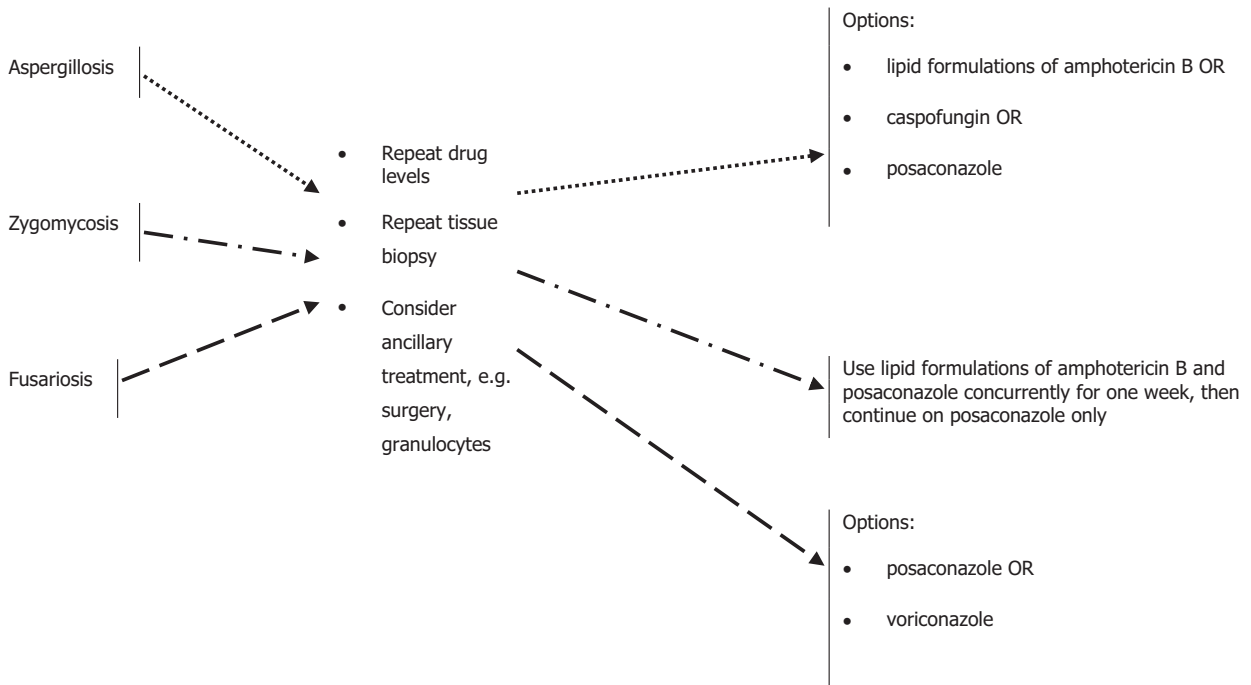 Aspergillosis
Zygomycosis
Fusariosis
• Repeat drug
levels
• Repeat tissue
biopsy
• Consider
ancillary
treatment, e.g.
surgery,
granulocytes
Options:
• lipid formulations of amphotericin B OR
• caspofungin OR
• posaconazole
Use lipid formulations of amphotericin B and
posaconazole concurrently for one week, then
continue on posaconazole only
Options:
• posaconazole OR
• voriconazole